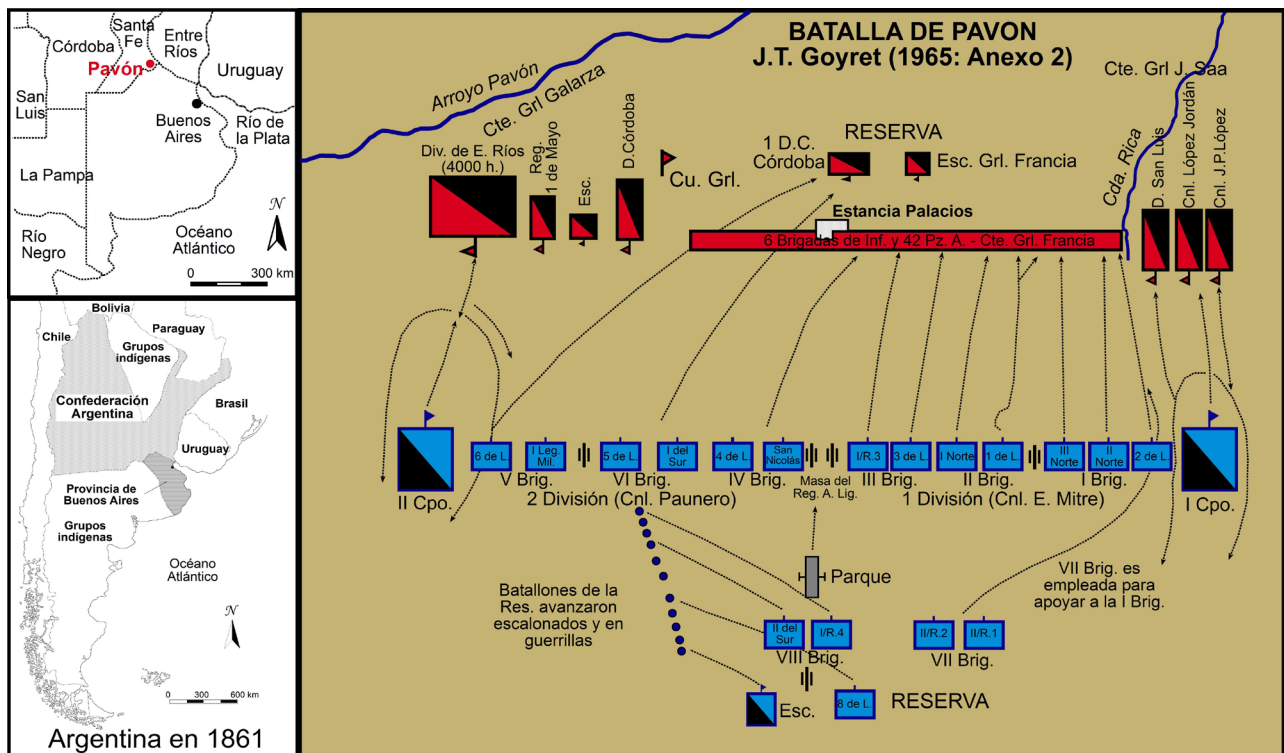 Santa
Fe
Entre
Ríos
Córdoba
Pavón
Uruguay
San
Luis
Buenos
Aires
Río de
la Plata
La Pampa
N
Río
Negro
Océano
Atlántico
0 300 km
Bolivia
Chile
Paraguay
Grupos
indígenas
Confederación
Argentina
Brasil
Uruguay
Provincia de
Buenos Aires
Grupos
indígenas
Océano
Atlántico
N
0 300 600 km
Argentina en 1861
BATALLA DE PAVON
J.T. Goyret (1965: Anexo 2)
Arroyo Pavón
Cte. Grl Galarza
Cte. Grl J. Saa
Div. de E. Ríos
(4000 h.)
Reg.
1 de Mayo
Esc.
D.Córdoba
Cu. Grl.
RESERVA
1 D.C.
Córdoba
Esc. Grl. Francia
Cda. Rica
D. San Luis
Cnl. López Jordán
Cnl. J.P.López
Estancia Palacios
6 Brigadas de Inf. y 42 Pz. A. - Cte. Grl. Francia
II Cpo.
6 de L.
I Leg.
Mil.
5 de L.
I del
Sur
4 de L.
San
Nicolás
I/R.3
3 de L.
I Norte
1 de L.
III
Norte
II
Norte
2 de L.
I Cpo.
V Brig.
VI Brig.
IV Brig.
III Brig.
II Brig.
I Brig.
2 División (Cnl. Paunero)
Masa del
Reg. A. Lig.
1 División (Cnl. E. Mitre)
Parque
Batallones de la
Res. avanzaron
escalonados y en
guerrillas
VII Brig. es
empleada para
apoyar a la I Brig.
II del
Sur
I/R.4
VIII Brig.
II/R.2
II/R.1
VII Brig.
Esc.
8 de L.
RESERVA